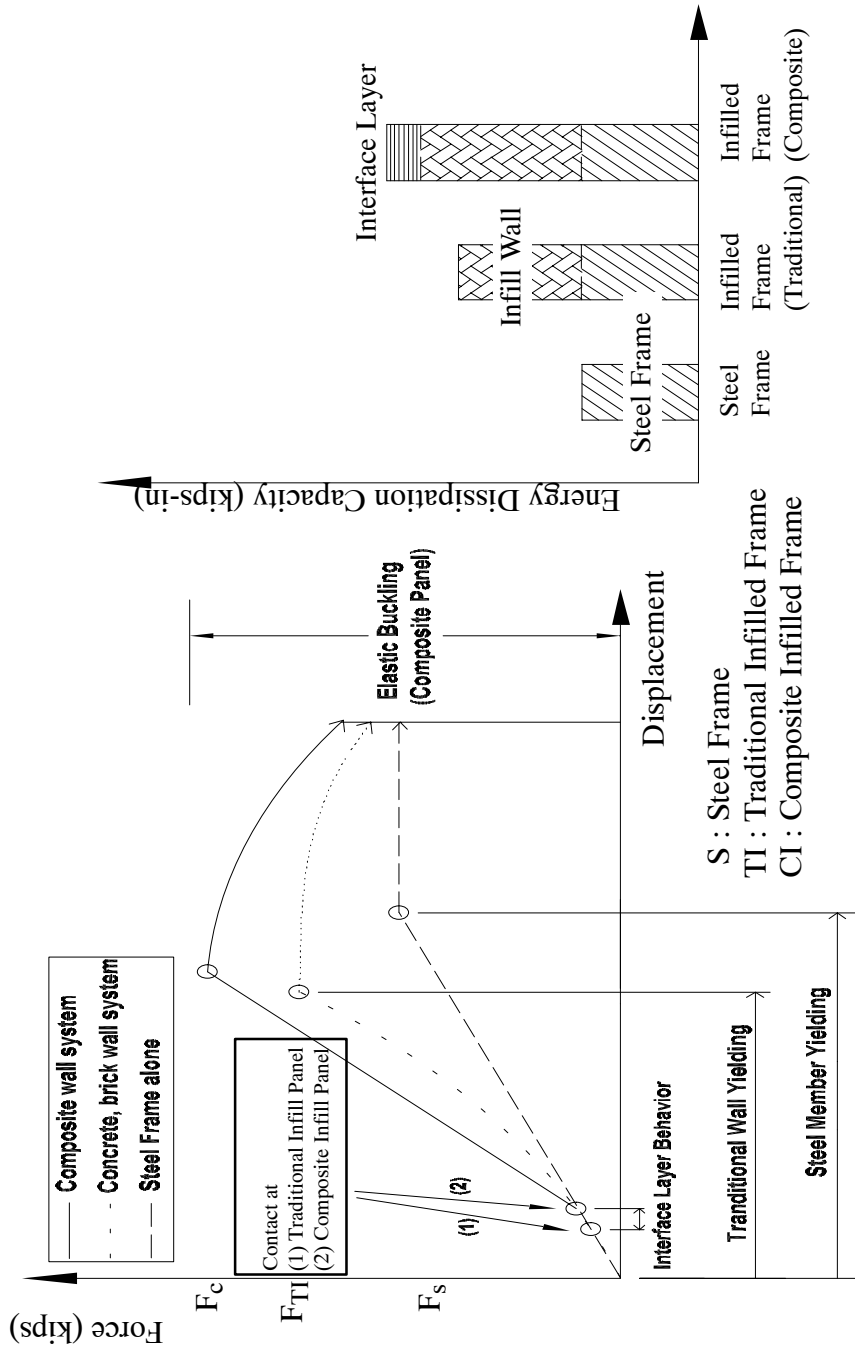 Force (kips)
F_c
F_TI
F_s
Composite wall system
Concrete, brick wall system
Steel Frame alone
Contact at
(1) Traditional Infill Panel
(2) Composite Infill Panel
(1)
(2)
Interface Layer Behavior
Tranditional Wall Yielding
Steel Member Yielding
Elastic Buckling
(Composite Panel)
Displacement
S : Steel Frame
TI : Traditional Infilled Frame
CI : Composite Infilled Frame
Energy Dissipation Capacity (kips-in)
Steel Frame
Infill Wall
Interface Layer
Steel
Frame
Infilled
Frame
(Traditional)
Infilled
Frame
(Composite)